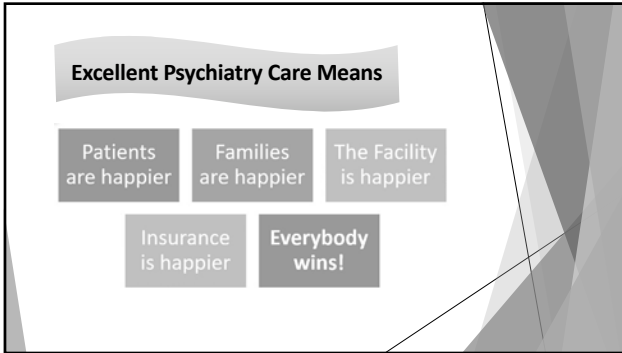 Excellent Psychiatry Care Means
Patients
are happier
Families
are happier
The Facility
is happier
Insurance
is happier
Everybody
wins!